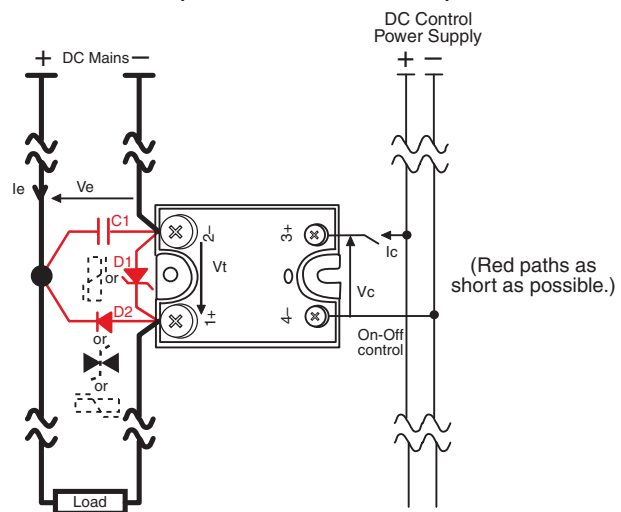 DC Control
Power Supply
+ DC Mains −
+ −
Ie
Ve
C1
2−
3+
Ic
D1
or
Vt
Vc
(Red paths as
short as possible.)
D2
1+
4−
On-Off
control
or
or
Load